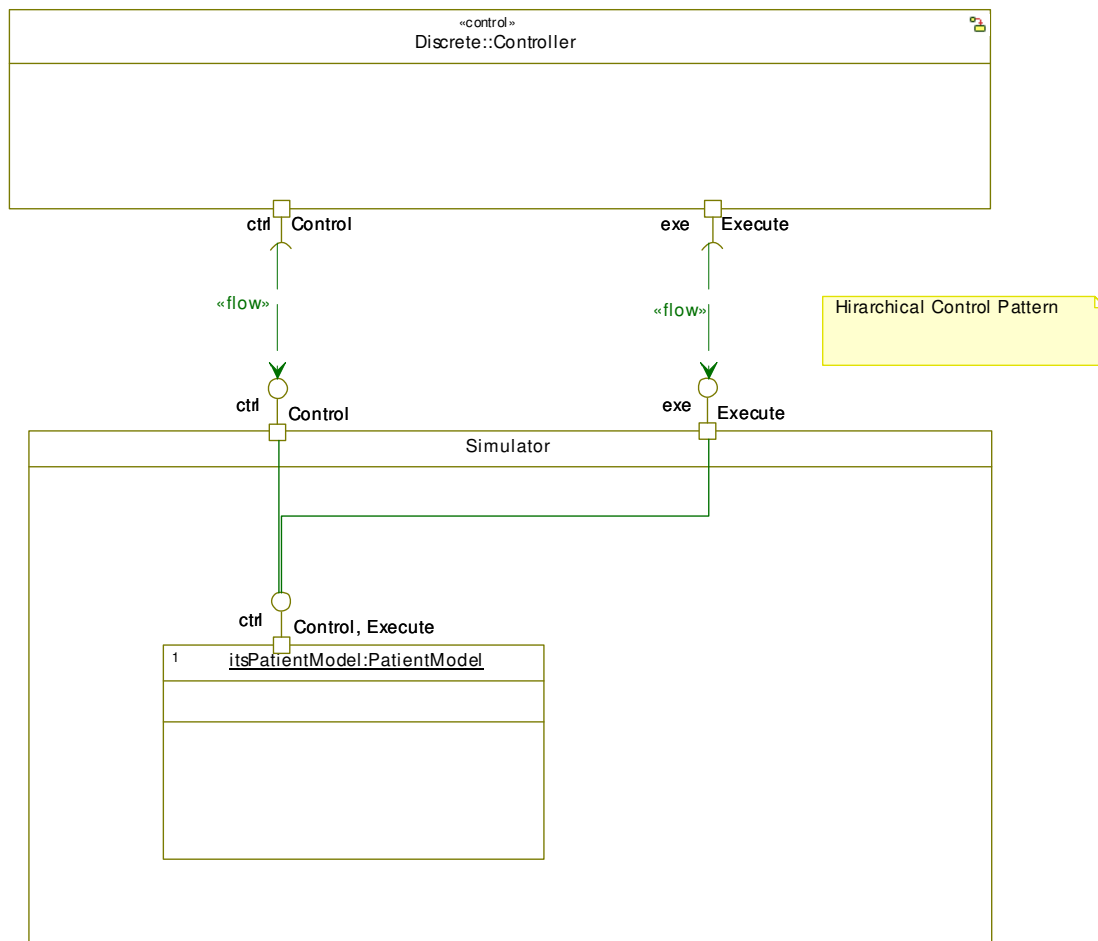 «control»
Discrete::Controller
ctrl Control
exe Execute
«flow»
«flow»
Hirarchical Control Pattern
ctrl
Control
exe
Execute
Simulator
ctrl
Control, Execute
1 itsPatientModel:PatientModel